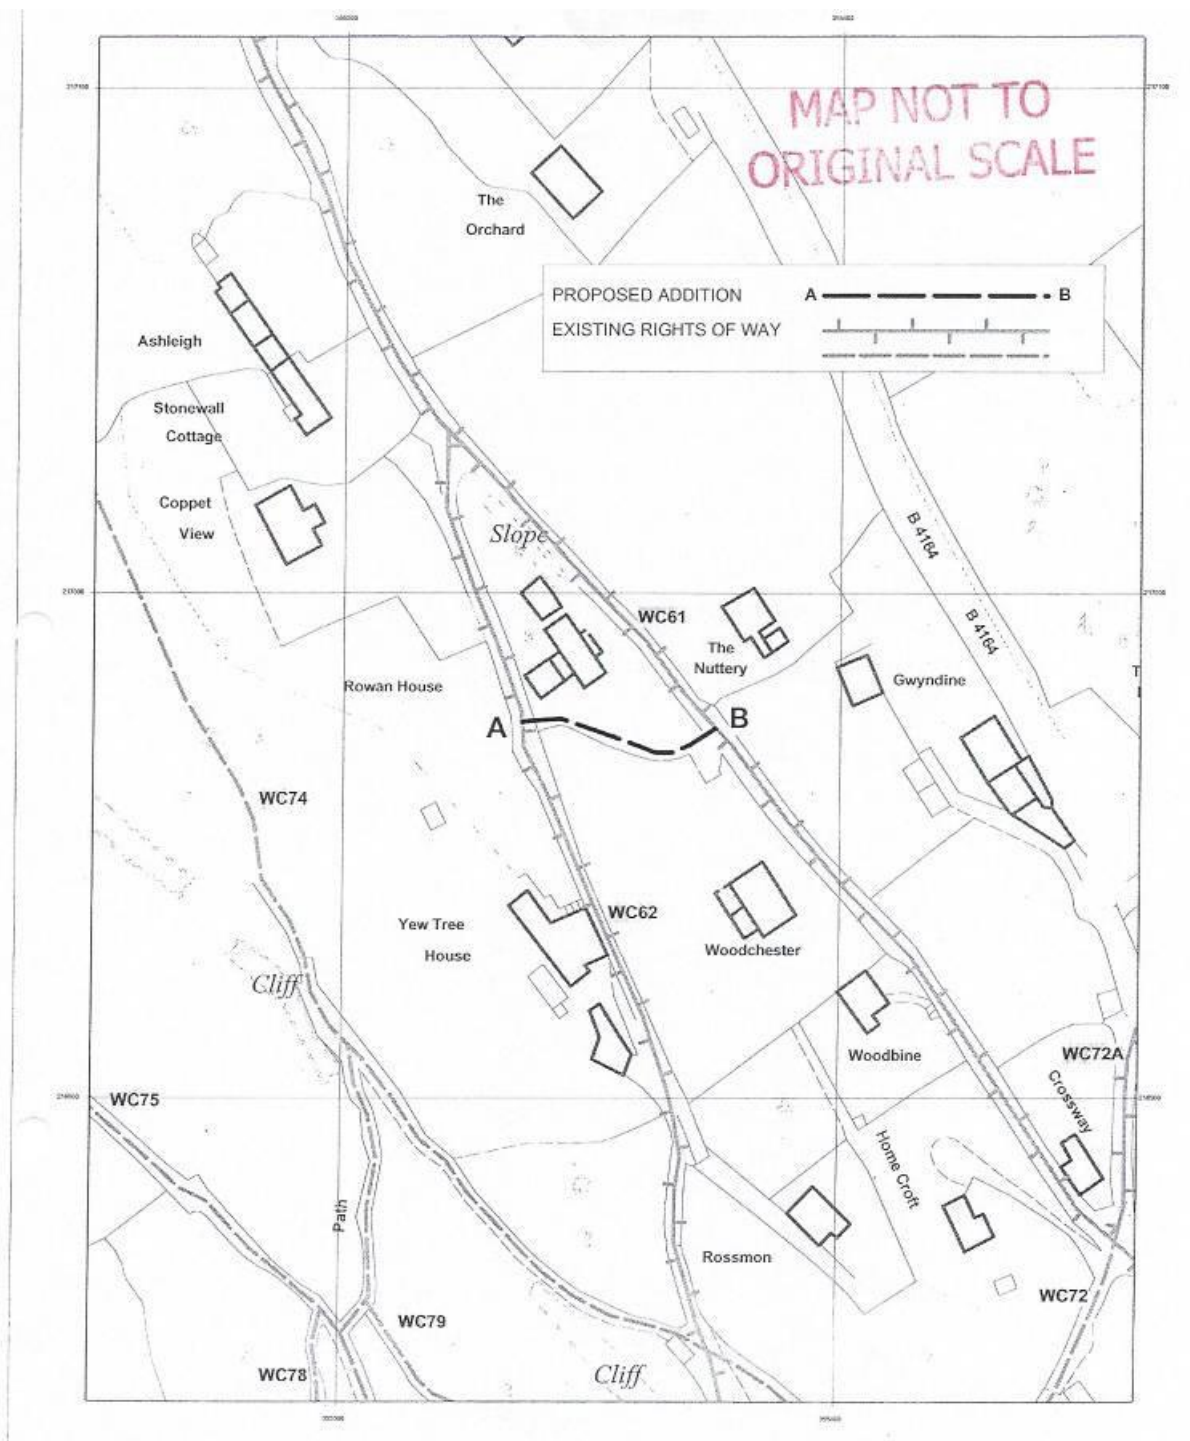 MAP NOT TO
ORIGINAL SCALE
The
Orchard
PROPOSED ADDITION A B
EXISTING RIGHTS OF WAY
Ashleigh
Stonewall
Cottage
Coppet
View
Slope
B 4164
B 4164
WC61
The
Nuttery
Gwyndine
Rowan House
A
B
WC74
WC62
Yew Tree
House
Woodchester
Cliff
Woodbine
WC72A
Crossway
WC75
Home Croft
Path
Rossmon
WC72
WC79
WC78
Cliff